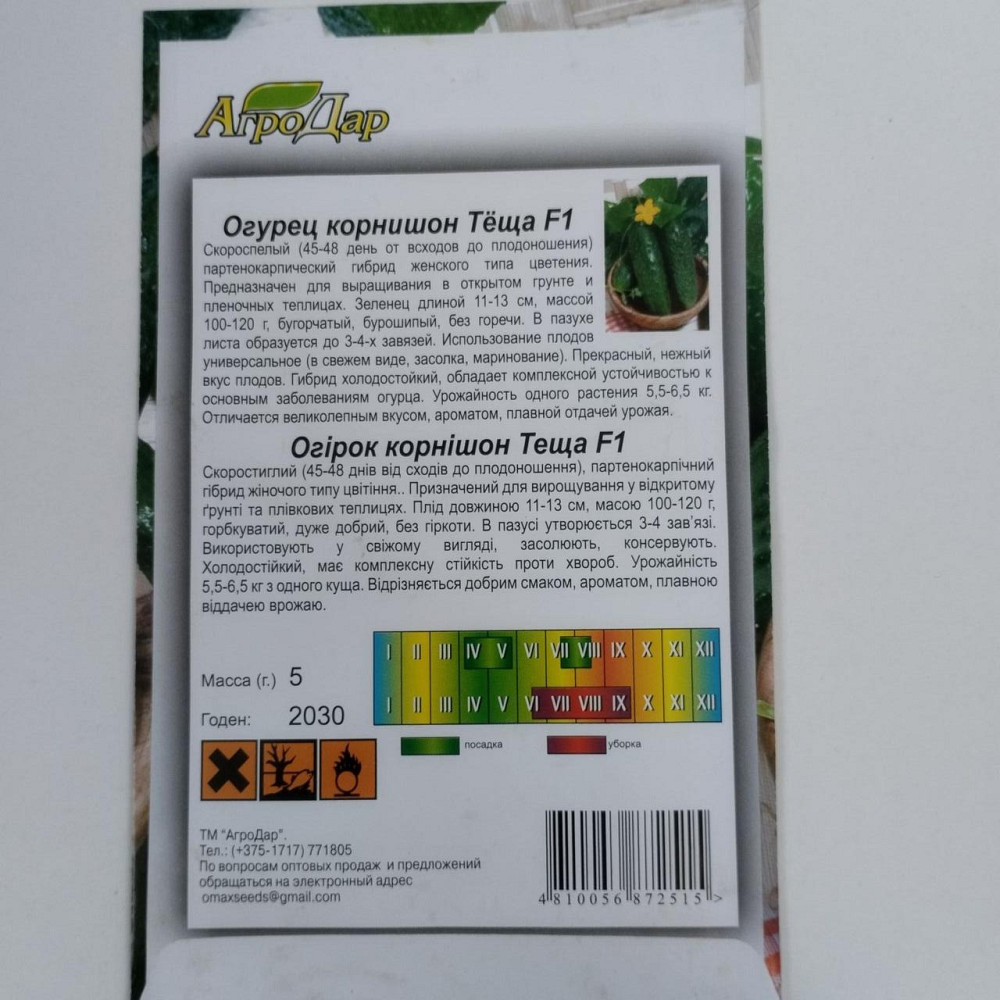 АгроДар
Огурец корнишон Тёща F1
Скороспелый (45-48 день от всходов до плодоношения)
партенокарпический гибрид женского типа цветения.
Предназначен для выращивания в открытом грунте и
пленочных теплицах. Зеленец длиной 11-13 см, массой
100-120 г, бугорчатый, бурошипый, без горечи. В пазухе
листа образуется до 3-4-х завязей. Использование плодов
универсальное (в свежем виде, засолка, маринование). Прекрасный, нежный
вкус плодов. Гибрид холодостойкий, обладает комплексной устойчивостью к
основным заболеваниям огурца. Урожайность одного растения 5,5-6,5 кг.
Отличается великолепным вкусом, ароматом, плавной отдачей урожая.
Огірок корнішон Теща F1
Скоростиглий (45-48 днів від сходів до плодоношення), партенокарпічний
гібрид жіночого типу цвітіння.. Призначений для вирощування у відкритому
ґрунті та плівкових теплицях. Плід довжиною 11-13 см, масою 100-120 г,
горбкуватий, дуже добрий, без гіркоти. В пазусі утворюється 3-4 зав'язі.
Використовують у свіжому вигляді, засолюють, консервують.
Холодостійкий, має комплексну стійкість проти хвороб. Урожайність
5,5-6,5 кг з одного куща. Відрізняється добрим смаком, ароматом, плавною
віддачею врожаю.
I II III IV V VI VII VIII IX X XI XII
Масса (г.) 5
I II III IV V VI VII VIII IX X XI XII
Годен: 2030
посадка уборка
ТМ "АгроДар".
Тел.: (+375-1717) 771805
По вопросам оптовых продаж и предложений
обращаться на электронный адрес
omaxseeds@gmail.com
4 810056 872515 >